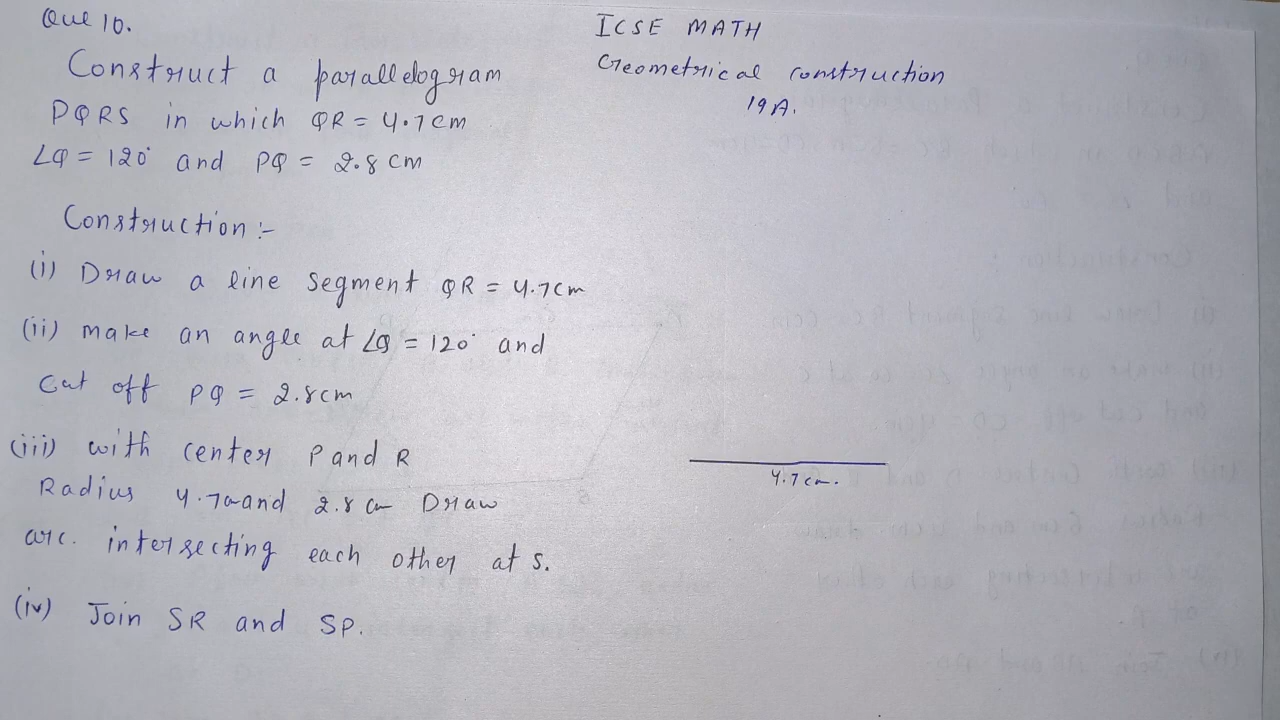 Que 10.
Construct a parallelogram
PQRS in which QR = 4.7cm
∠Q = 120° and PQ = 2.8 cm
Construction :-
(i) Draw a line segment QR = 4.7cm
(ii) make an angle at ∠Q = 120° and
Cut off PQ = 2.8cm
(iii) with center P and R
Radius 4.7 and 2.8 cm Draw
arc. intersecting each other at S.
(iv) Join SR and SP.
ICSE MATH
Geometrical construction
19A.
4.7cm.